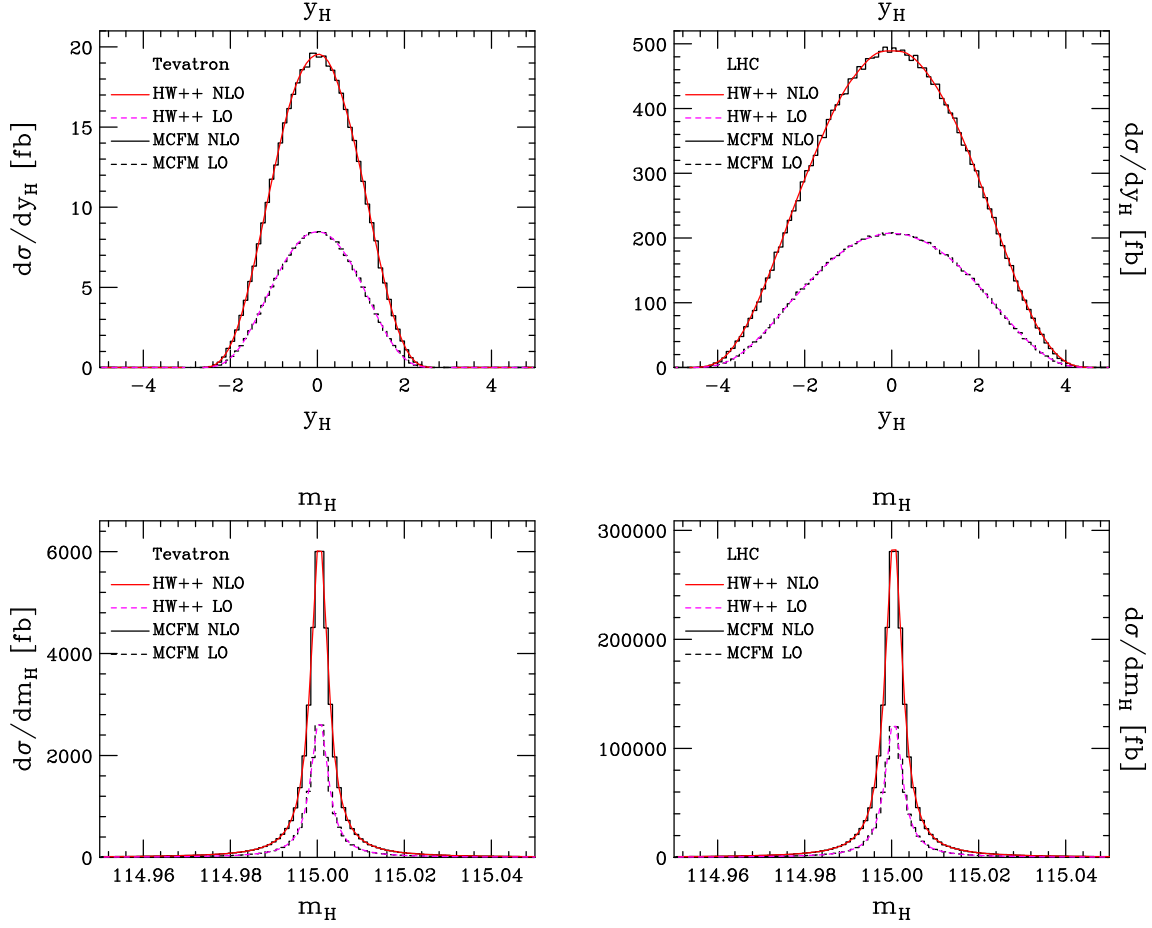 y_H
Tevatron
HW++ NLO
HW++ LO
MCFM NLO
MCFM LO
dσ/dy_H [fb]
20
15
10
5
0
−4 −2 0 2 4
y_H
y_H
LHC
HW++ NLO
HW++ LO
MCFM NLO
MCFM LO
dσ/dy_H [fb]
500
400
300
200
100
0
−4 −2 0 2 4
y_H
m_H
Tevatron
HW++ NLO
HW++ LO
MCFM NLO
MCFM LO
dσ/dm_H [fb]
6000
4000
2000
0
114.96 114.98 115.00 115.02 115.04
m_H
m_H
LHC
HW++ NLO
HW++ LO
MCFM NLO
MCFM LO
dσ/dm_H [fb]
300000
200000
100000
0
114.96 114.98 115.00 115.02 115.04
m_H